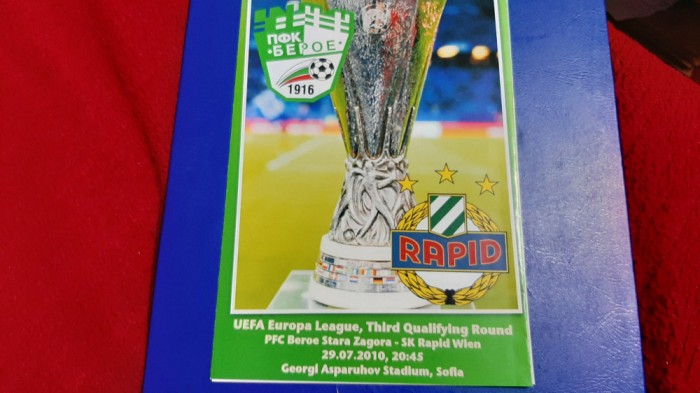 ПФК
·БЕРОЕ·
1916
RAPID
UEFA Europa League, Third Qualifying Round
PFC Beroe Stara Zagora - SK Rapid Wien
29.07.2010, 20:45
Georgi Asparuhov Stadium, Sofia